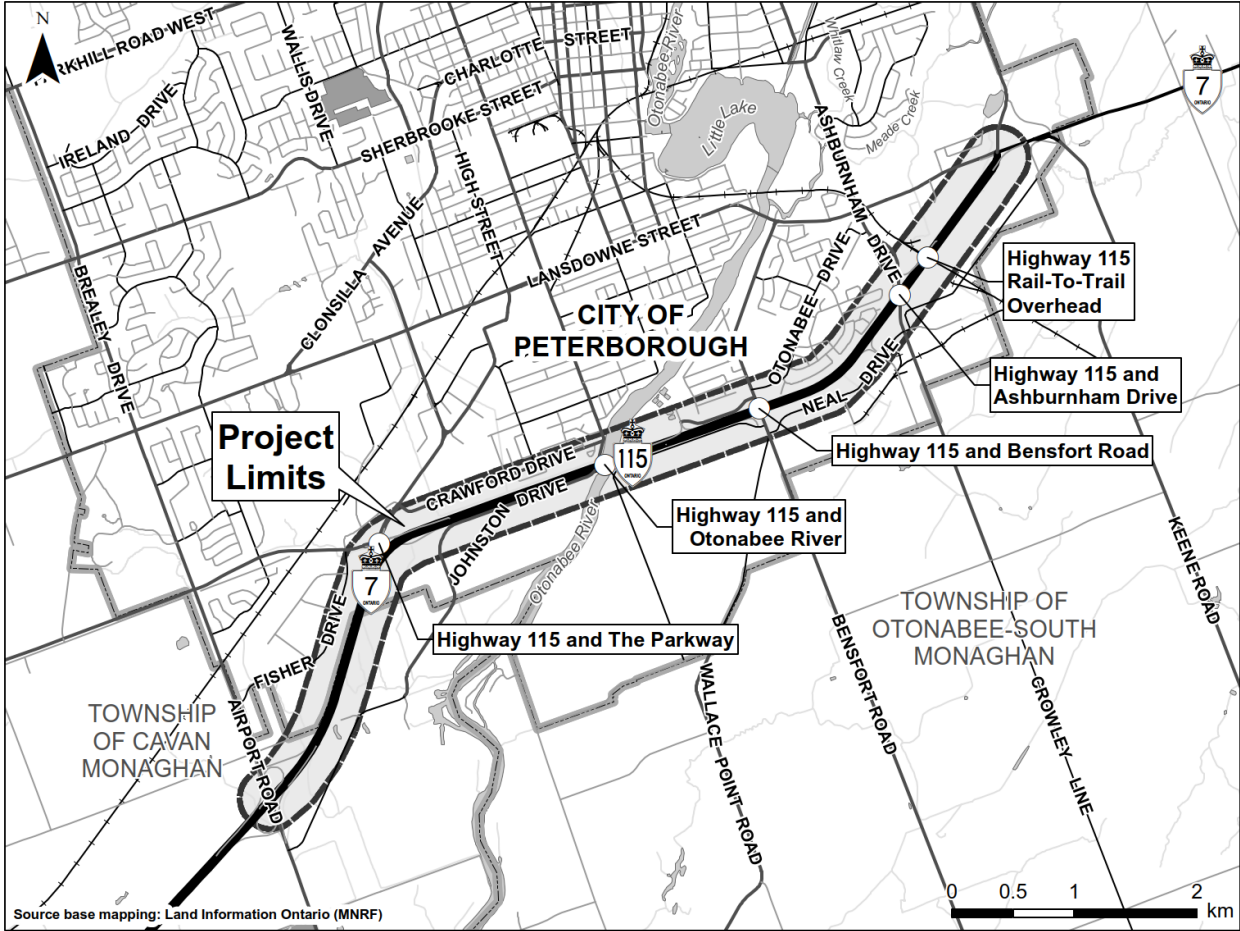 N
RKHILL ROAD WEST
WALLIS DRIVE
CHARLOTTE STREET
Otonabee River
Whitlaw Creek
7
ONTARIO
IRELAND DRIVE
SHERBROOKE STREET
Little Lake
Meade Creek
ASHBURNHAM DRIVE
HIGH STREET
CLONSILLA AVENUE
LANSDOWNE STREET
BREALEY DRIVE
OTONABEE DRIVE
Highway 115
Rail-To-Trail
Overhead
CITY OF
PETERBOROUGH
Highway 115 and
Ashburnham Drive
NEAL DRIVE
Project
Limits
115
ONTARIO
Highway 115 and Bensfort Road
CRAWFORD DRIVE
JOHNSTON DRIVE
Highway 115 and
Otonabee River
Otonabee River
KEENE ROAD
7
ONTARIO
TOWNSHIP OF
OTONABEE-SOUTH
MONAGHAN
Highway 115 and The Parkway
FISHER DRIVE
BENSFORT ROAD
CROWLEY LINE
WALLACE POINT ROAD
TOWNSHIP
OF CAVAN
MONAGHAN
AIRPORT ROAD
0 0.5 1 2
km
Source base mapping: Land Information Ontario (MNRF)